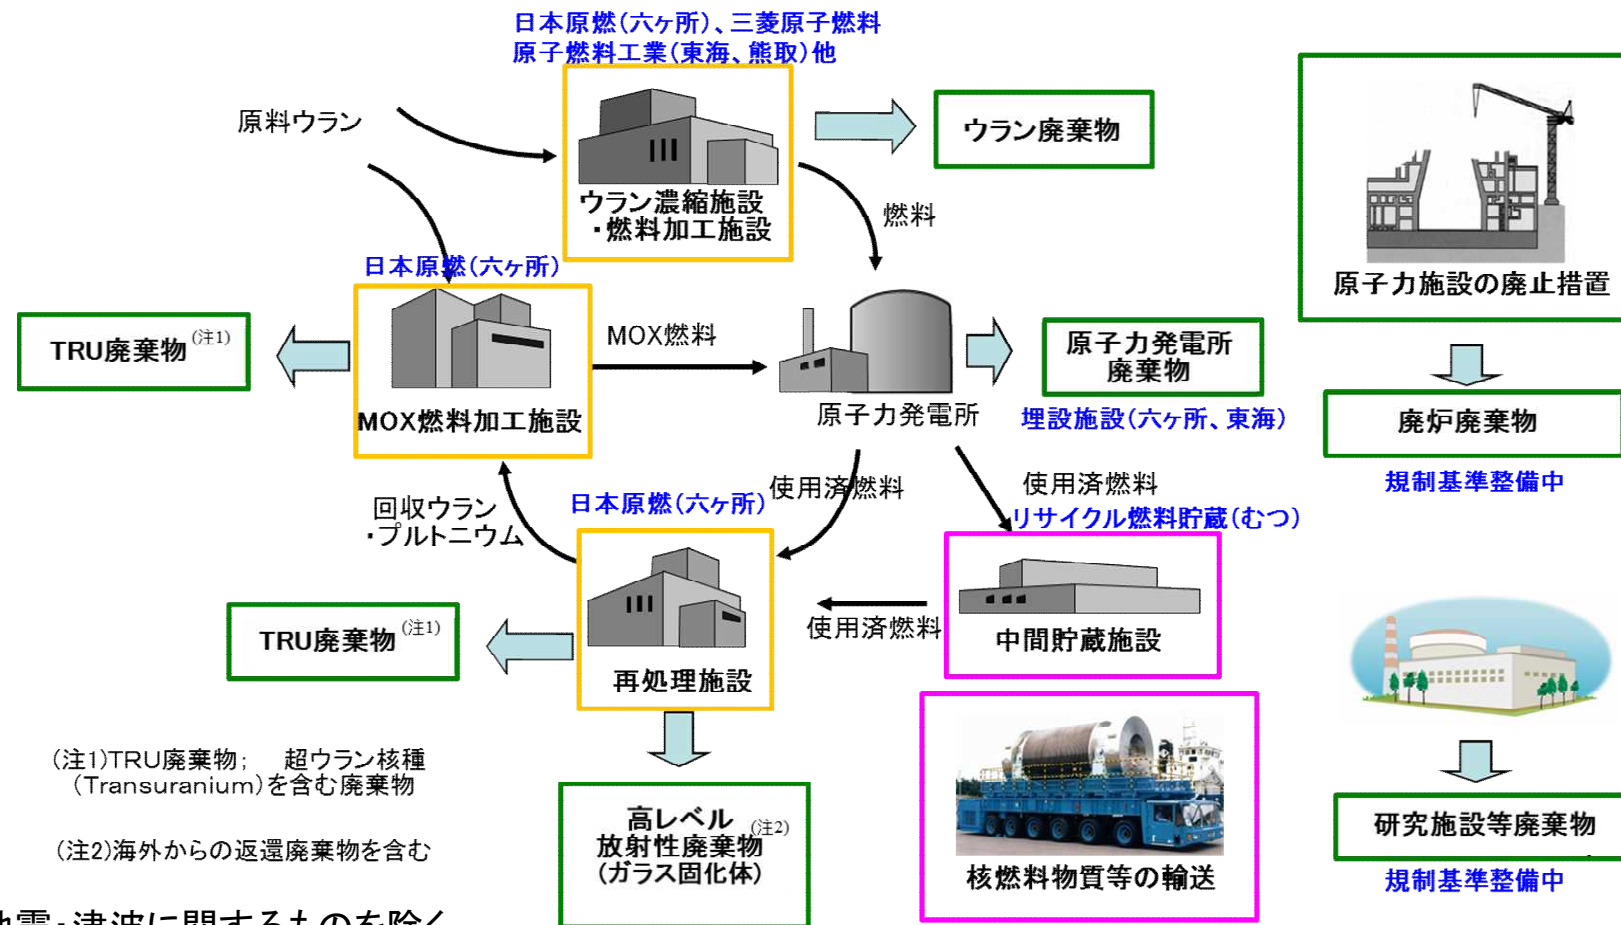 日本原燃(六ヶ所)、三菱原子燃料
原子燃料工業(東海、熊取)他
原料ウラン
ウラン濃縮施設
・燃料加工施設
ウラン廃棄物
燃料
原子力施設の廃止措置
日本原燃(六ヶ所)
TRU廃棄物(注1)
MOX燃料加工施設
MOX燃料
原子力発電所
原子力発電所
廃棄物
埋設施設(六ヶ所、東海)
廃炉廃棄物
規制基準整備中
回収ウラン
・プルトニウム
日本原燃(六ヶ所)
使用済燃料
使用済燃料
リサイクル燃料貯蔵(むつ)
TRU廃棄物(注1)
再処理施設
使用済燃料
中間貯蔵施設
(注1)TRU廃棄物; 超ウラン核種
(Transuranium)を含む廃棄物
(注2)海外からの返還廃棄物を含む
高レベル
放射性廃棄物(注2)
(ガラス固化体)
核燃料物質等の輸送
研究施設等廃棄物
規制基準整備中
地震・津波に関するものを除く